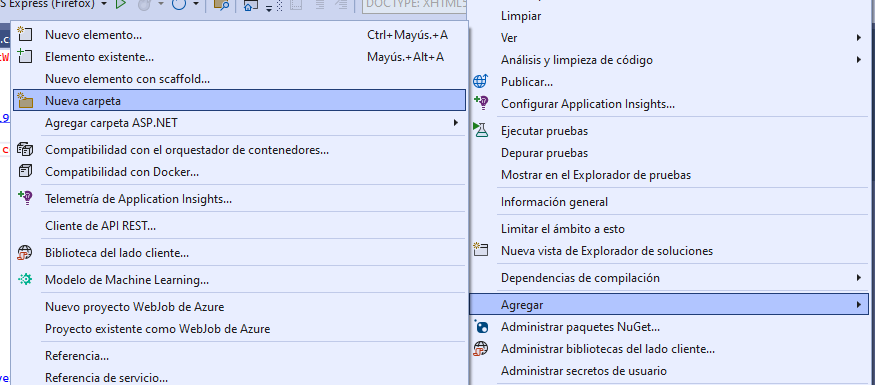 S Express (Firefox)
DOCTYPE: XHTML5
Nuevo elemento... Ctrl+Mayús.+A
Elemento existente... Mayús.+Alt+A
Nuevo elemento con scaffold...
Nueva carpeta
Agregar carpeta ASP.NET
Compatibilidad con el orquestador de contenedores...
Compatibilidad con Docker...
Telemetría de Application Insights...
Cliente de API REST...
Biblioteca del lado cliente...
Modelo de Machine Learning...
Nuevo proyecto WebJob de Azure
Proyecto existente como WebJob de Azure
Referencia...
Referencia de servicio...
Limpiar
Ver
Análisis y limpieza de código
Publicar...
Configurar Application Insights...
Ejecutar pruebas
Depurar pruebas
Mostrar en el Explorador de pruebas
Información general
Limitar el ámbito a esto
Nueva vista de Explorador de soluciones
Dependencias de compilación
Agregar
Administrar paquetes NuGet...
Administrar bibliotecas del lado cliente...
Administrar secretos de usuario